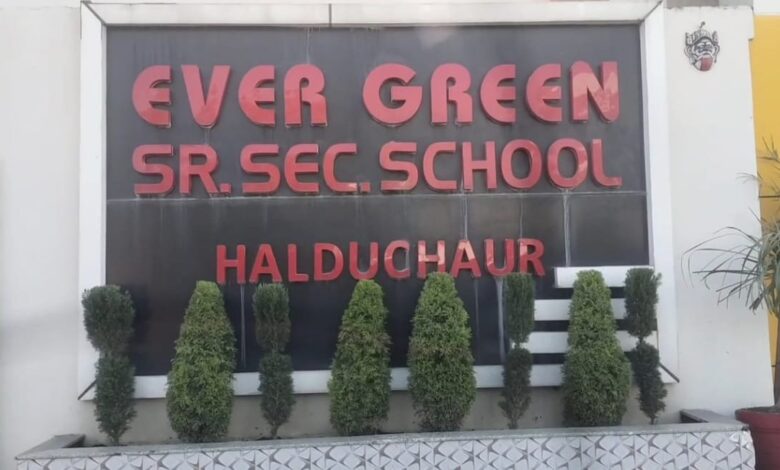 EVER GREEN
SR. SEC. SCHOOL
HALDUCHAUR